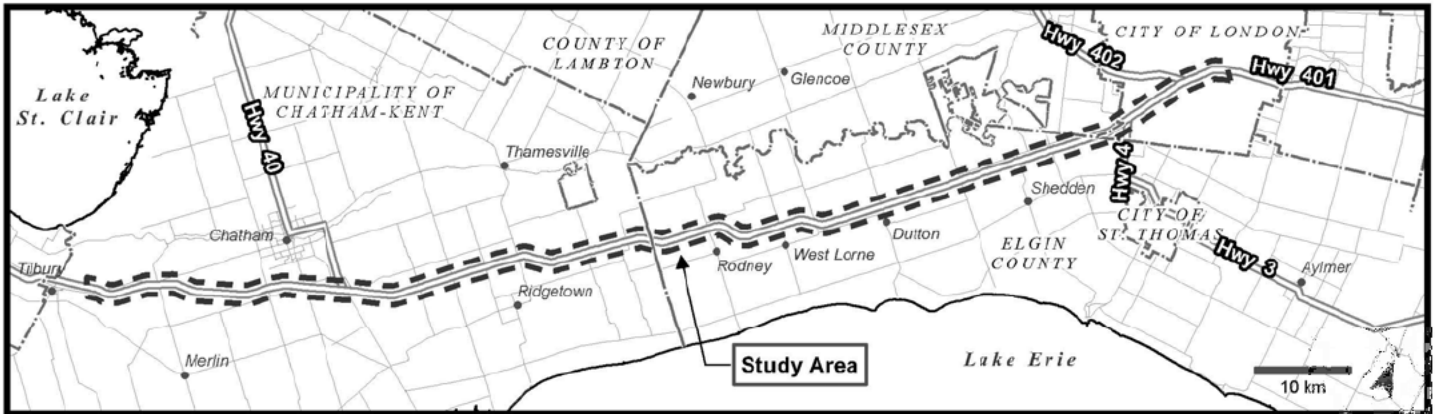 Lake
St. Clair
MUNICIPALITY OF
CHATHAM-KENT
Hwy 40
COUNTY OF
LAMBTON
MIDDLESEX
COUNTY
Newbury
Glencoe
Hwy 402
CITY OF LONDON
Hwy 401
Thamesville
Chatham
Tilbury
Merlin
Ridgetown
Rodney
West Lorne
Dutton
Shedden
Hwy 4
CITY OF
ST. THOMAS
ELGIN
COUNTY
Hwy 3
Aylmer
Study Area
Lake Erie
10 km